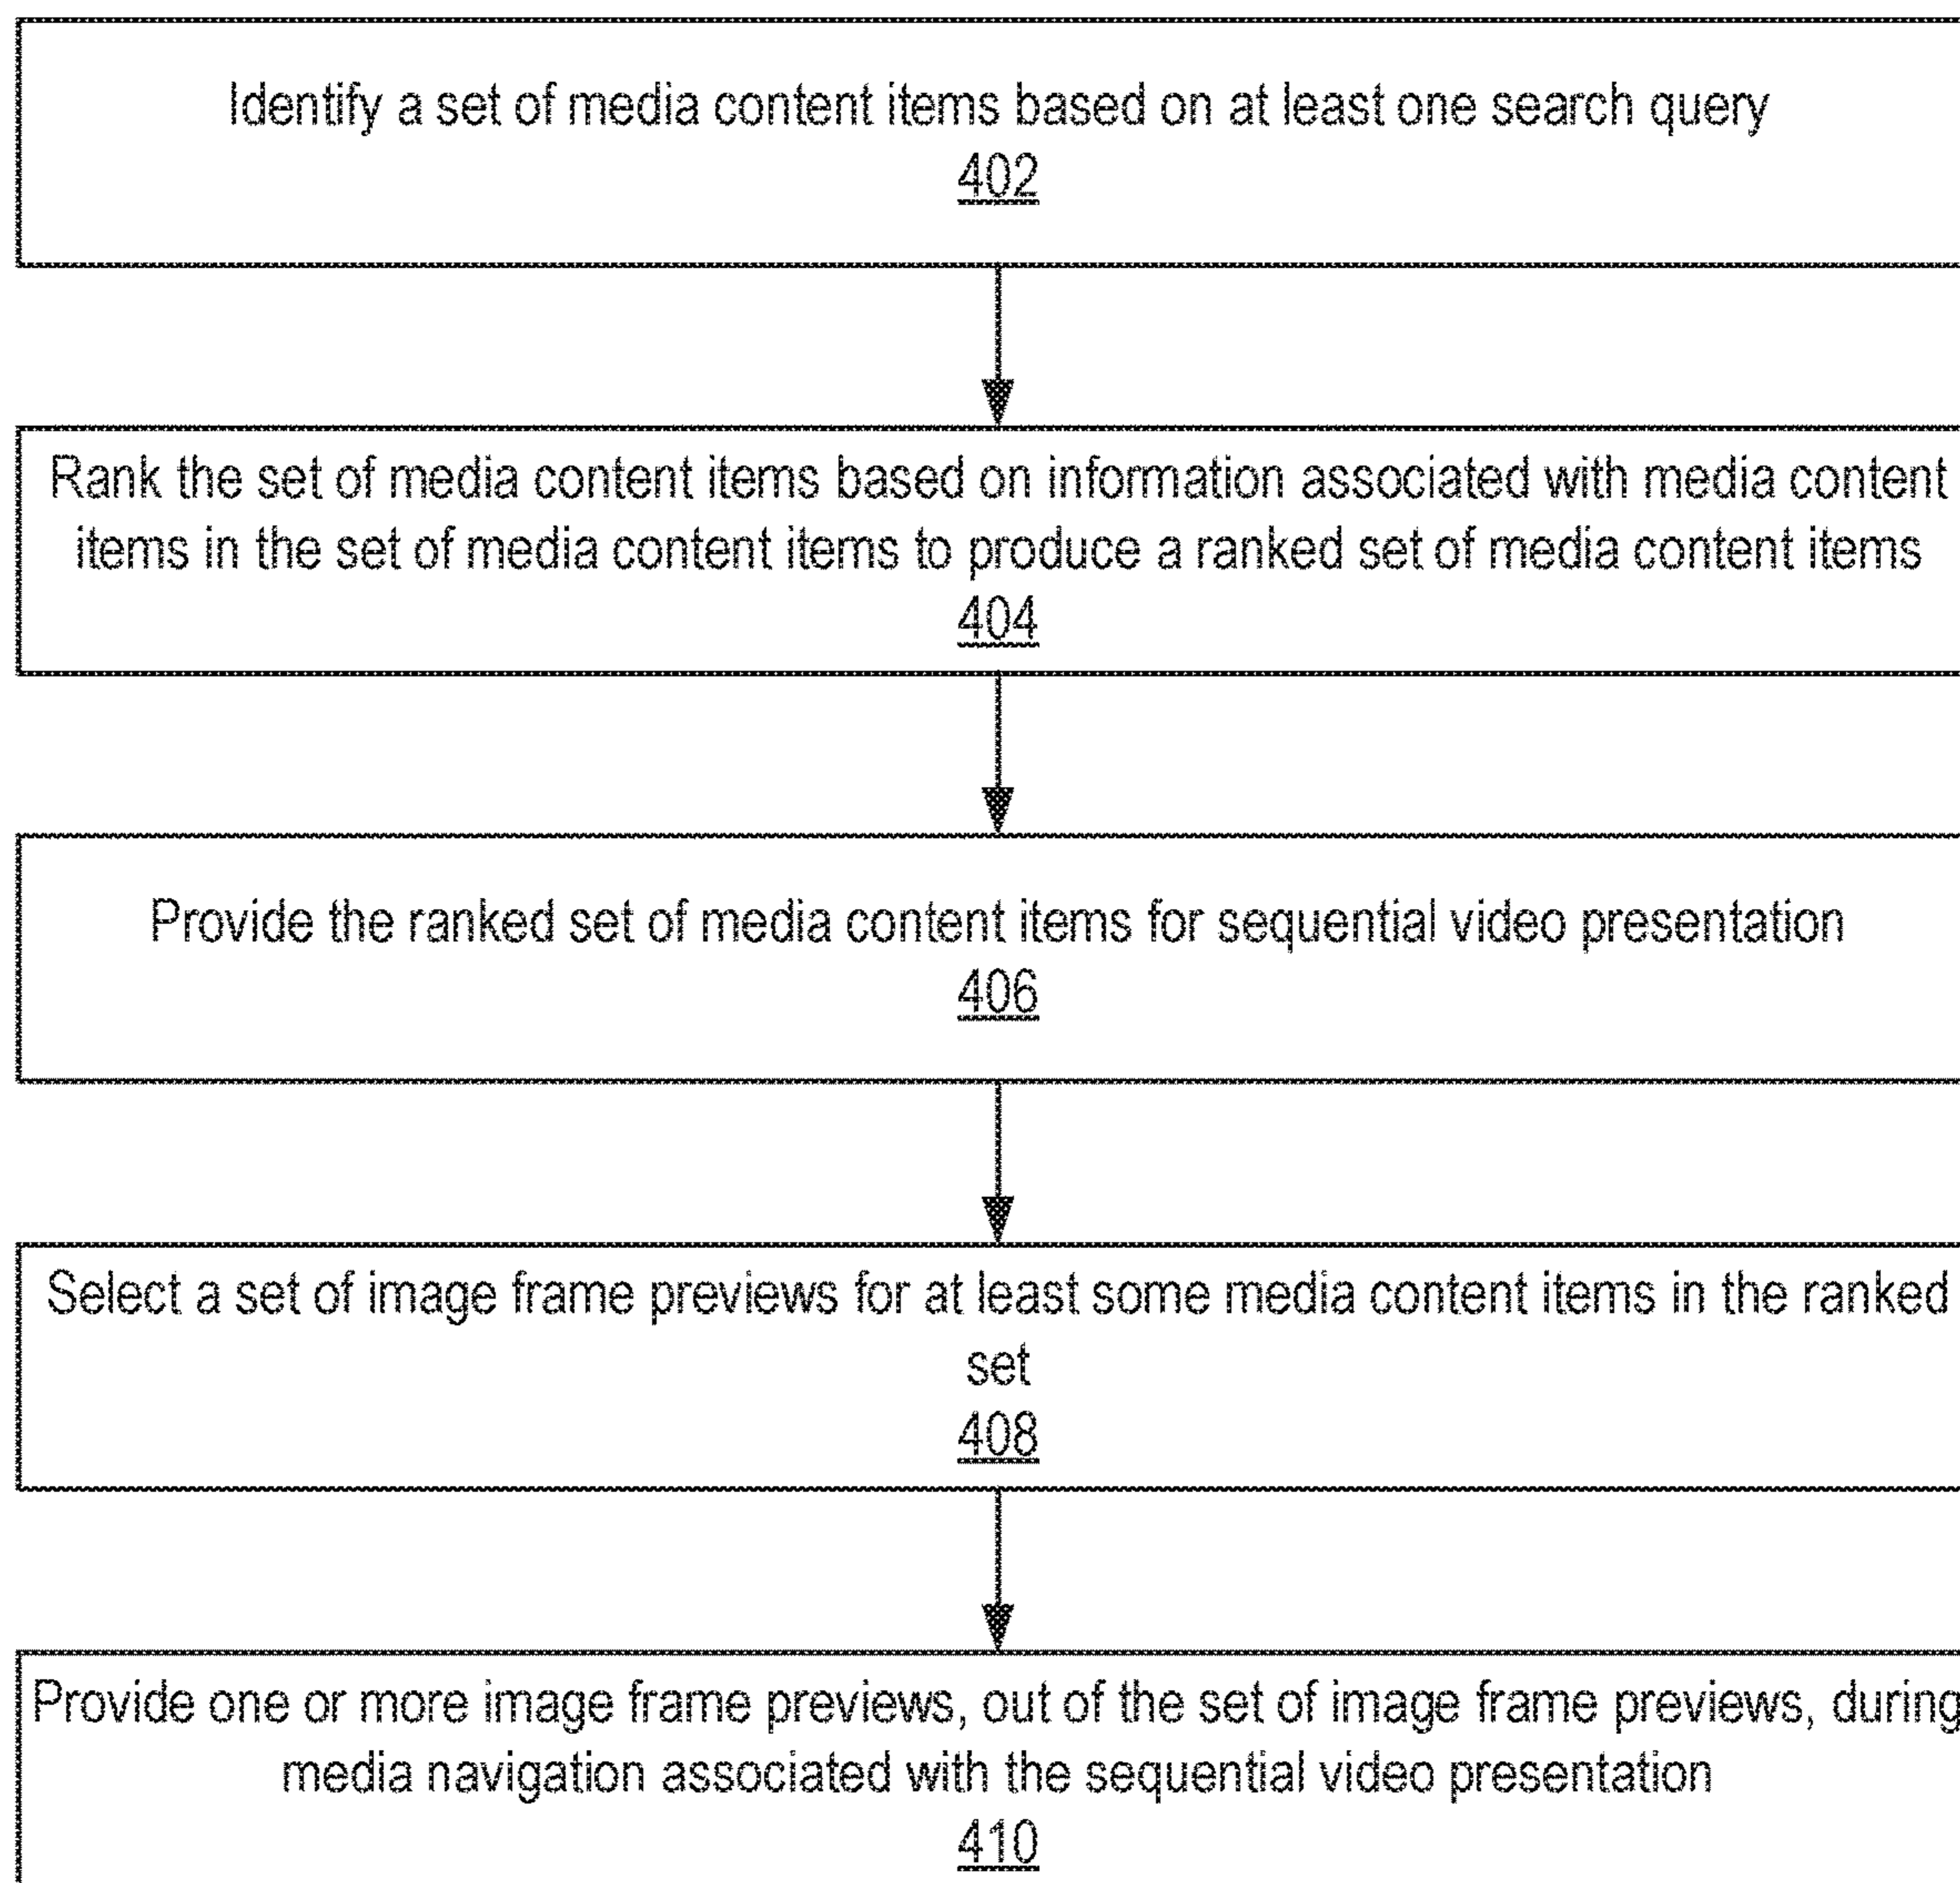 Identify a set of media content items based on at least one search query
402
Rank the set of media content items based on information associated with media content
items in the set of media content items to produce a ranked set of media content items
404
Provide the ranked set of media content items for sequential video presentation
406
Select a set of image frame previews for at least some media content items in the ranked
set
408
Provide one or more image frame previews, out of the set of image frame previews, during
media navigation associated with the sequential video presentation
410